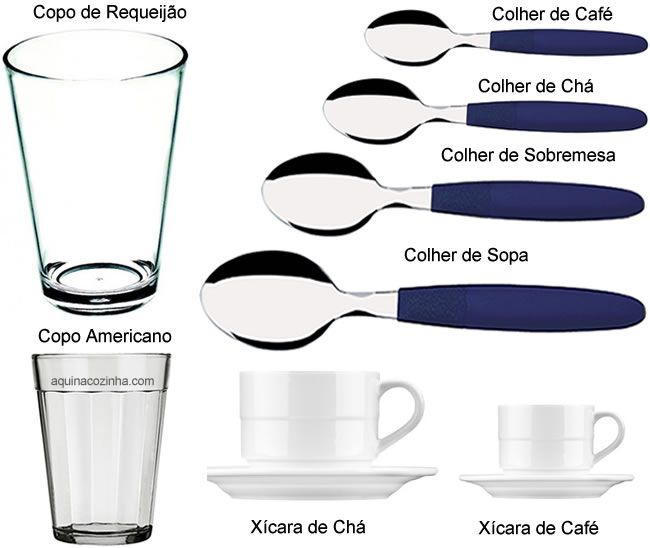 Copo de Requeijão
Colher de Café
Colher de Chá
Colher de Sobremesa
Colher de Sopa
Copo Americano
aquinacozinha.com
Xícara de Chá
Xícara de Café